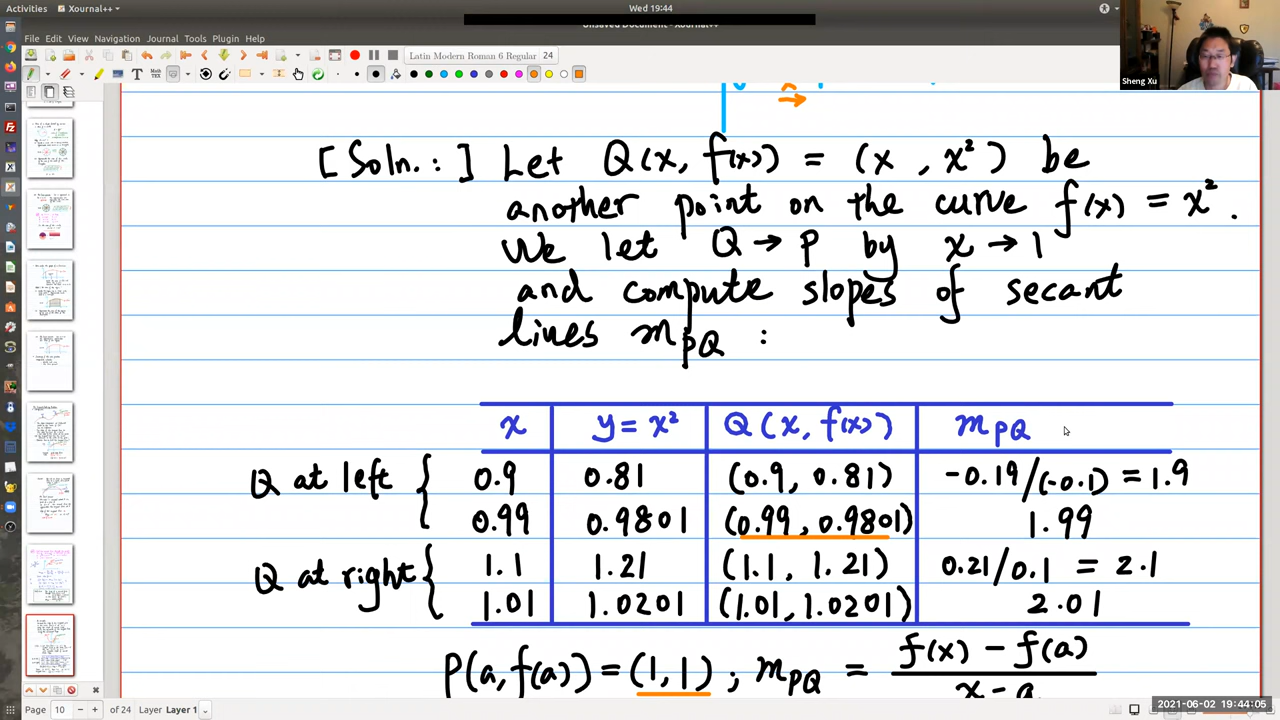 Activities
Xournal++
Wed 19:44
Unsaved Document - Xournal++
File Edit View Navigation Journal Tools Plugin Help
Latin Modern Roman 6 Regular 24
Sheng Xu
[Soln.:] Let Q(x, f(x)) = (x, x²) be
another point on the curve f(x) = x².
We let Q → P by x → 1
and compute slopes of secant
lines m_PQ :
x y = x² Q(x, f(x)) m_PQ
Q at left { 0.9 0.81 (0.9, 0.81) -0.19/(-0.1) = 1.9
0.99 0.9801 (0.99, 0.9801) 1.99
Q at right { 1.1 1.21 (1.1, 1.21) 0.21/0.1 = 2.1
1.01 1.0201 (1.01, 1.0201) 2.01
P(a, f(a)) = (1, 1) ; m_PQ = f(x) - f(a)
x - a
Page 10 of 24 Layer Layer 1
2021-06-02 19:44:05